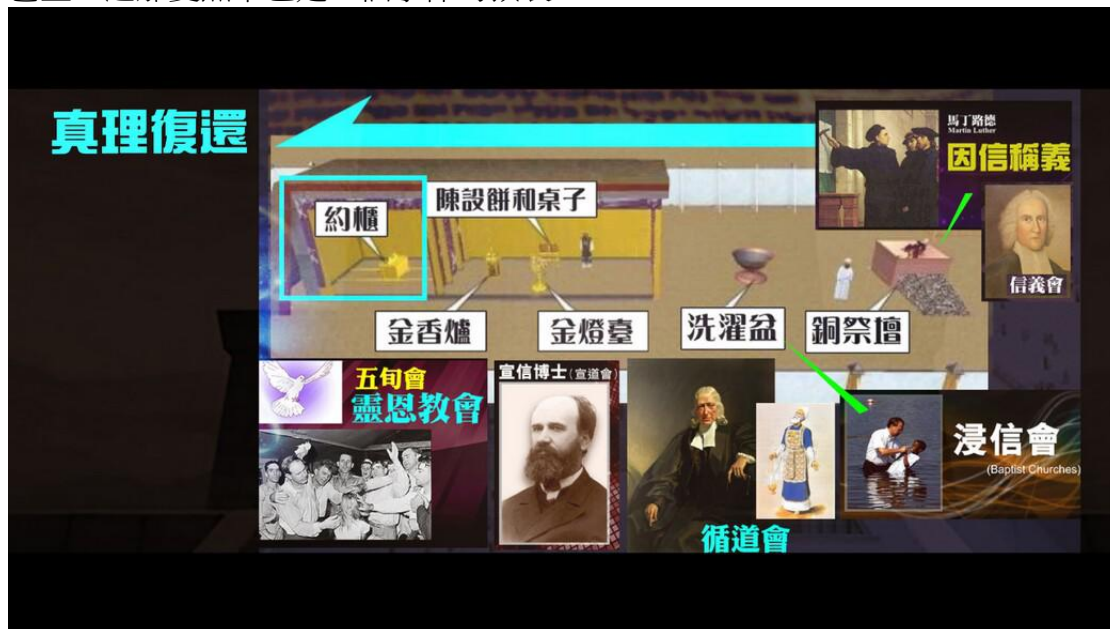 真理復還
馬丁路德
Martin Luther
因信稱義
信義會
約櫃
陳設餅和桌子
金香爐
金燈臺
洗濯盆
銅祭壇
五旬會
靈恩教會
宣信博士(宣道會)
循道會
浸信會
(Baptist Churches)